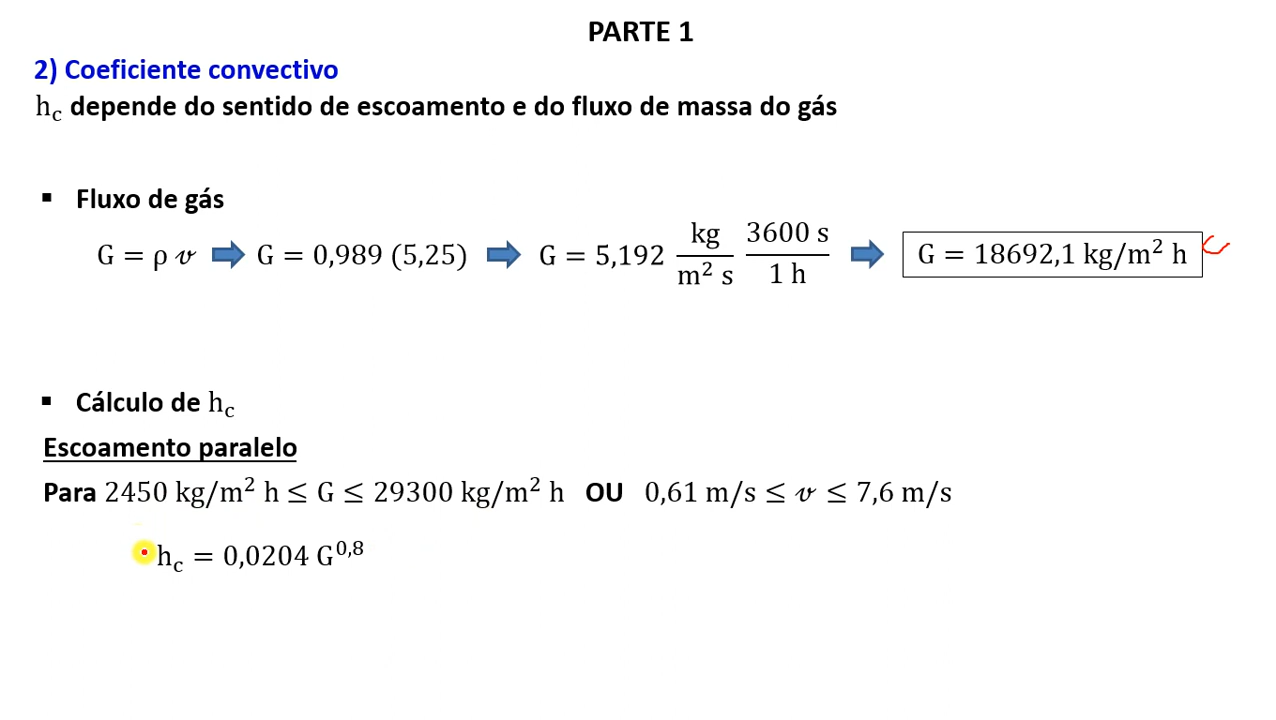 PARTE 1
2) Coeficiente convectivo
h_c depende do sentido de escoamento e do fluxo de massa do gás
▪ Fluxo de gás
G = ρ 𝓋 ➡ G = 0,989 (5,25) ➡ G = 5,192 kg/m² s 3600 s/1 h ➡ G = 18692,1 kg/m² h
▪ Cálculo de h_c
Escoamento paralelo
Para 2450 kg/m² h ≤ G ≤ 29300 kg/m² h OU 0,61 m/s ≤ 𝓋 ≤ 7,6 m/s
h_c = 0,0204 G^0,8